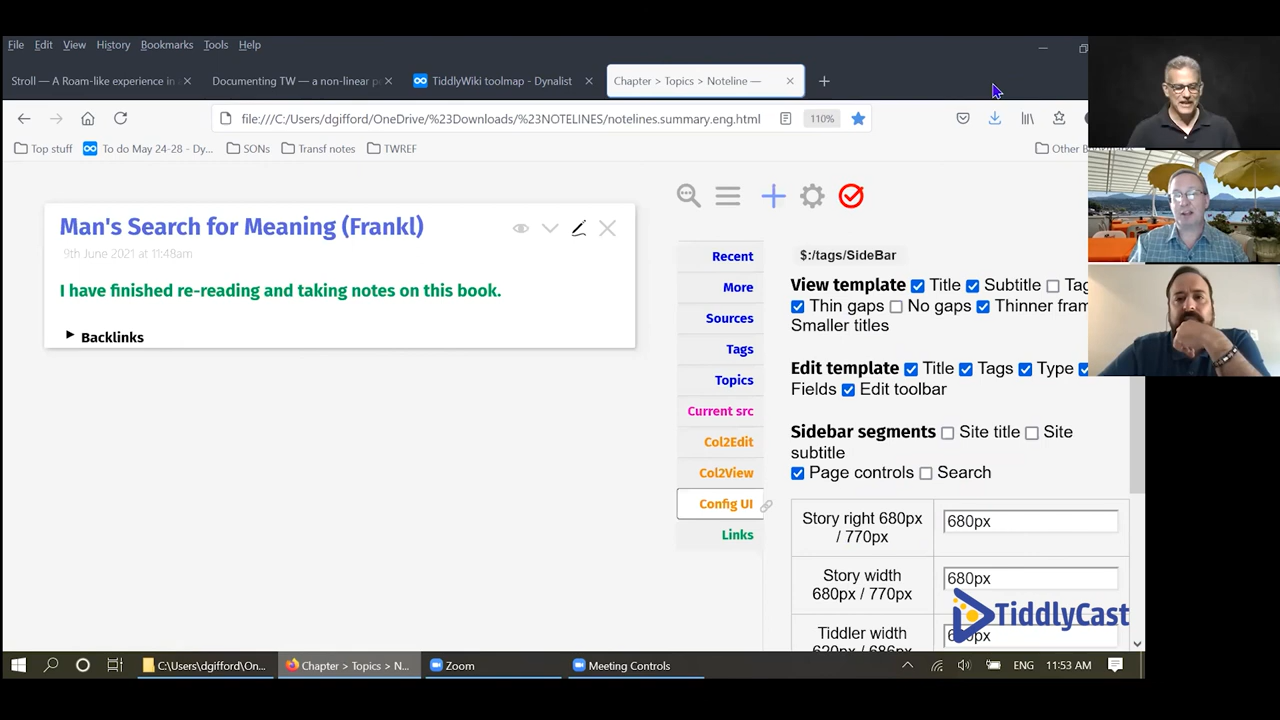 File Edit View History Bookmarks Tools Help
Stroll — A Roam-like experience in
Documenting TW — a non-linear p
TiddlyWiki toolmap - Dynalist
Chapter > Topics > Noteline —
file:///C:/Users/dgifford/OneDrive/%23Downloads/%23NOTELINES/notelines.summary.eng.html
110%
Top stuff
To do May 24-28 - Dy...
SONs
Transf notes
TWREF
Other Bookmarks
Man's Search for Meaning (Frankl)
9th June 2021 at 11:48am
I have finished re-reading and taking notes on this book.
Backlinks
Recent
More
Sources
Tags
Topics
Current src
Col2Edit
Col2View
Config UI
Links
$:/tags/SideBar
View template Title Subtitle Tag
Thin gaps No gaps Thinner fram
Smaller titles
Edit template Title Tags Type
Fields Edit toolbar
Sidebar segments Site title Site
subtitle
Page controls Search
Story right 680px
/ 770px
680px
Story width
680px / 770px
680px
Tiddler width
620px / 686px
TiddlyCast
C:\Users\dgifford\On...
Chapter > Topics > N...
Zoom
Meeting Controls
ENG
11:53 AM